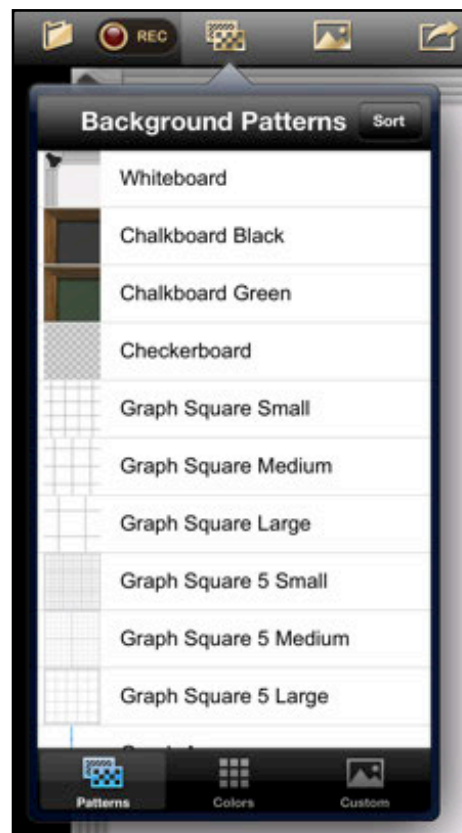 REC
Background Patterns
Sort
Whiteboard
Chalkboard Black
Chalkboard Green
Checkerboard
Graph Square Small
Graph Square Medium
Graph Square Large
Graph Square 5 Small
Graph Square 5 Medium
Graph Square 5 Large
Patterns
Colors
Custom